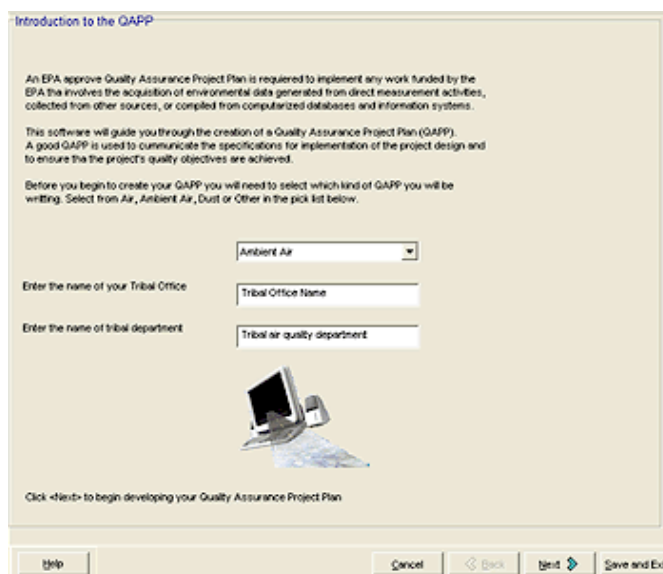 Introduction to the QAPP
An EPA approve Quality Assurance Project Plan is requiered to implement any work funded by the
EPA tha involves the acquisition of environmental data generated from direct measurement activities,
collected from other sources, or compiled from computarized databases and information systems.
This software will guide you through the creation of a Quality Assurance Project Plan (QAPP).
A good QAPP is used to cummunicate the specifications for implementation of the project design and
to ensure tha the project's quality objectives are achieved.
Before you begin to create your QAPP you will need to select which kind of QAPP you will be
writting. Select from Air, Ambient Air, Dust or Other in the pick list below.
Ambient Air
Enter the name of your Tribal Office
Tribal Office Name
Enter the name of tribal department
Tribal air quality department
Click <Next> to begin developing your Quality Assurance Project Plan
Help
Cancel
Back
Next
Save and Ex